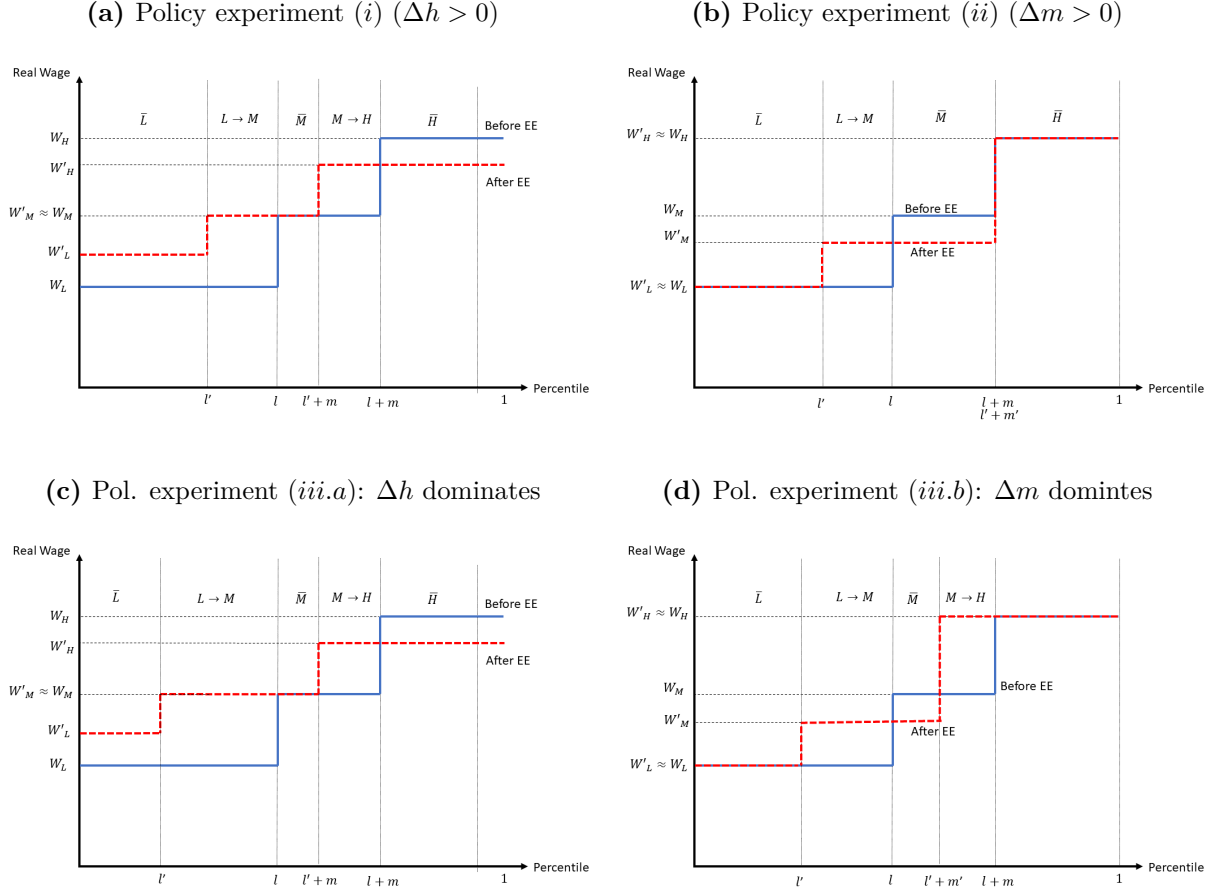 (a) Policy experiment (i) (Δh > 0)
Real Wage
L̄
L → M
M̄
M → H
H̄
Before EE
W_H
W'_H
After EE
W'_M ≈ W_M
W'_L
W_L
Percentile
l'
l
l' + m
l + m
1
(b) Policy experiment (ii) (Δm > 0)
Real Wage
L̄
L → M
M̄
H̄
W'_H ≈ W_H
W_M
Before EE
W'_M
After EE
W'_L ≈ W_L
Percentile
l'
l
l + m
l' + m'
1
(c) Pol. experiment (iii.a): Δh dominates
Real Wage
L̄
L → M
M̄
M → H
H̄
Before EE
W_H
W'_H
After EE
W'_M ≈ W_M
W'_L
W_L
Percentile
l'
l
l' + m
l + m
1
(d) Pol. experiment (iii.b): Δm domintes
Real Wage
L̄
L → M
M̄
M → H
W'_H ≈ W_H
W_M
Before EE
W'_M
After EE
W'_L ≈ W_L
Percentile
l'
l
l' + m'
l + m
1